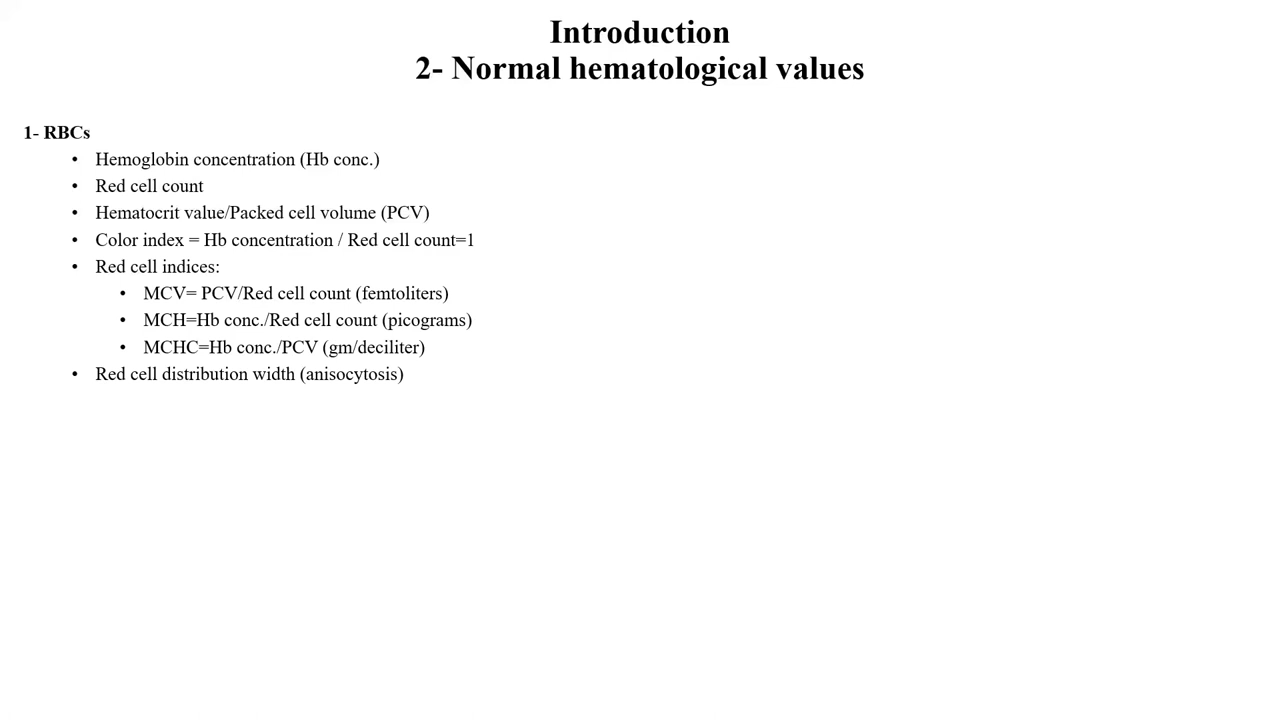 Introduction
2- Normal hematological values
1- RBCs
• Hemoglobin concentration (Hb conc.)
• Red cell count
• Hematocrit value/Packed cell volume (PCV)
• Color index = Hb concentration / Red cell count=1
• Red cell indices:
• MCV= PCV/Red cell count (femtoliters)
• MCH=Hb conc./Red cell count (picograms)
• MCHC=Hb conc./PCV (gm/deciliter)
• Red cell distribution width (anisocytosis)